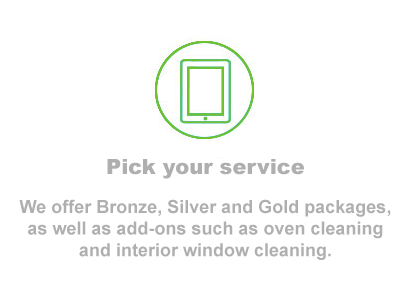 Pick your service
We offer Bronze, Silver and Gold packages,
as well as add-ons such as oven cleaning
and interior window cleaning.